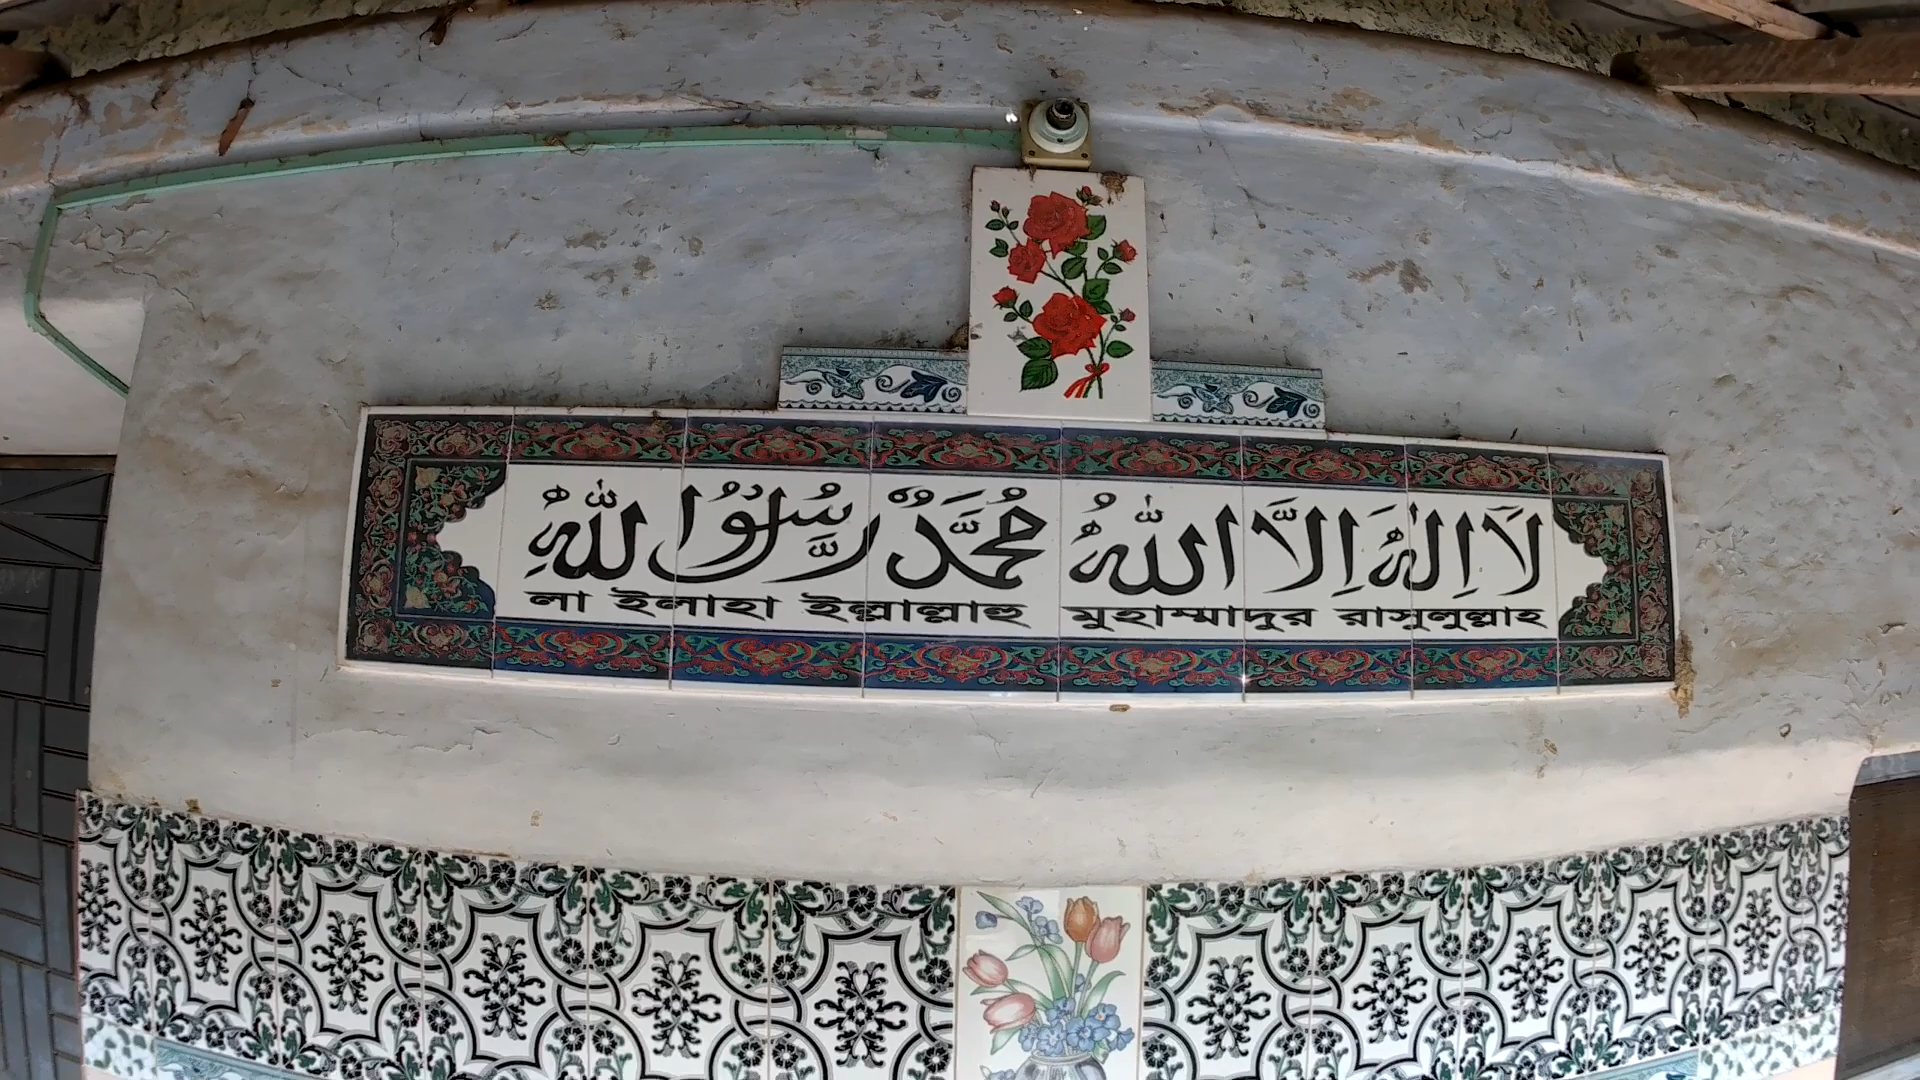 لَا اِلٰهَ اِلَّا اللّٰهُ مُحَمَّدٌ رَّسُوْلُ اللّٰهِ
লা ইলাহা ইল্লাল্লাহু মুহাম্মাদুর রাসুলুল্লাহ